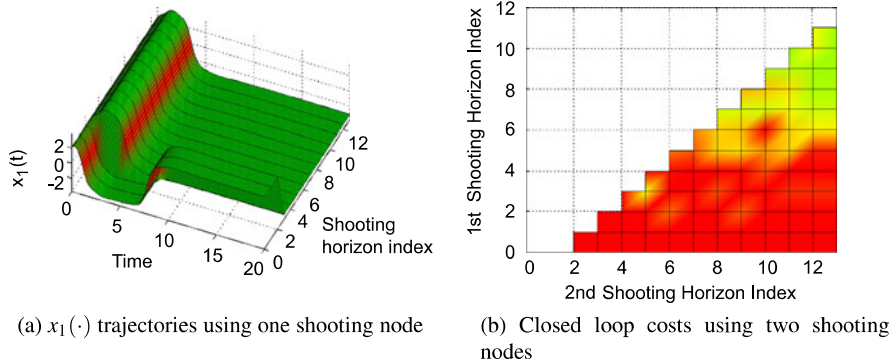 x₁(t)
2
0
-2
0
5
10
15
20
Time
0
2
4
6
8
10
12
Shooting
horizon index
(a) x₁(·) trajectories using one shooting node
1st Shooting Horizon Index
12
10
8
6
4
2
0
0 2 4 6 8 10 12
2nd Shooting Horizon Index
(b) Closed loop costs using two shooting
nodes